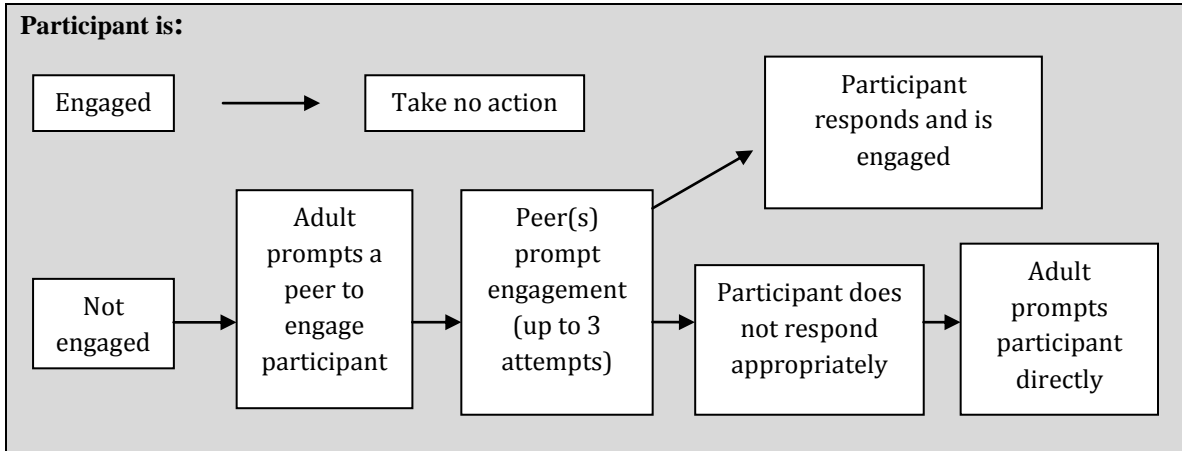 Participant is:
Engaged
Take no action
Participant
responds and is
engaged
Not
engaged
Adult
prompts a
peer to
engage
participant
Peer(s)
prompt
engagement
(up to 3
attempts)
Participant does
not respond
appropriately
Adult
prompts
participant
directly